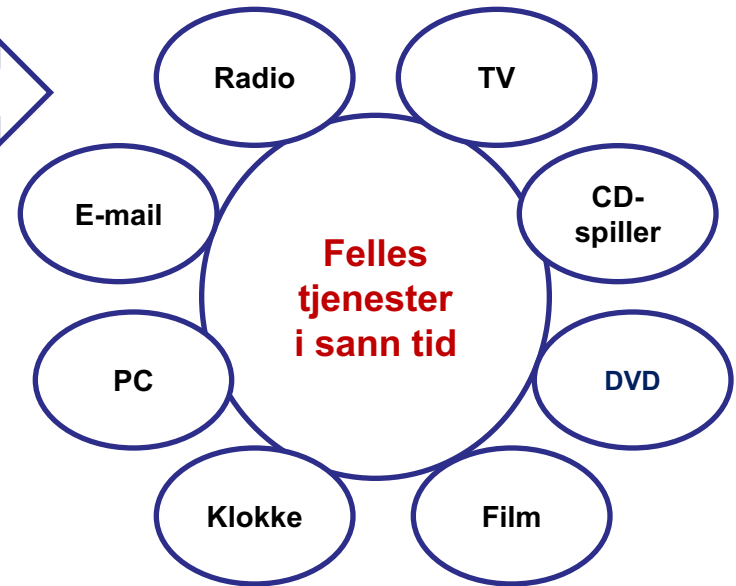 Radio
TV
E-mail
CD-
spiller
Felles
tjenester
i sann tid
PC
DVD
Klokke
Film